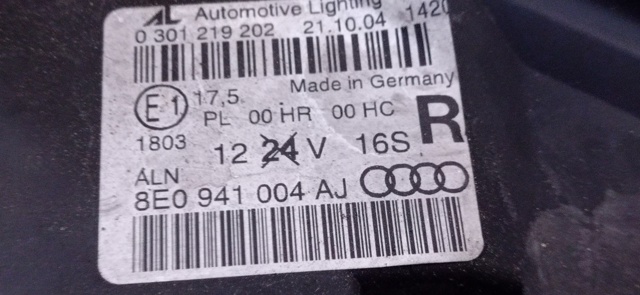 AL Automotive Lighting
0 301 219 202 21.10.04 1420
Made in Germany
E1 17,5
PL 00 HR 00 HC R
1803 12 24 V 16S
ALN
8E0 941 004 AJ